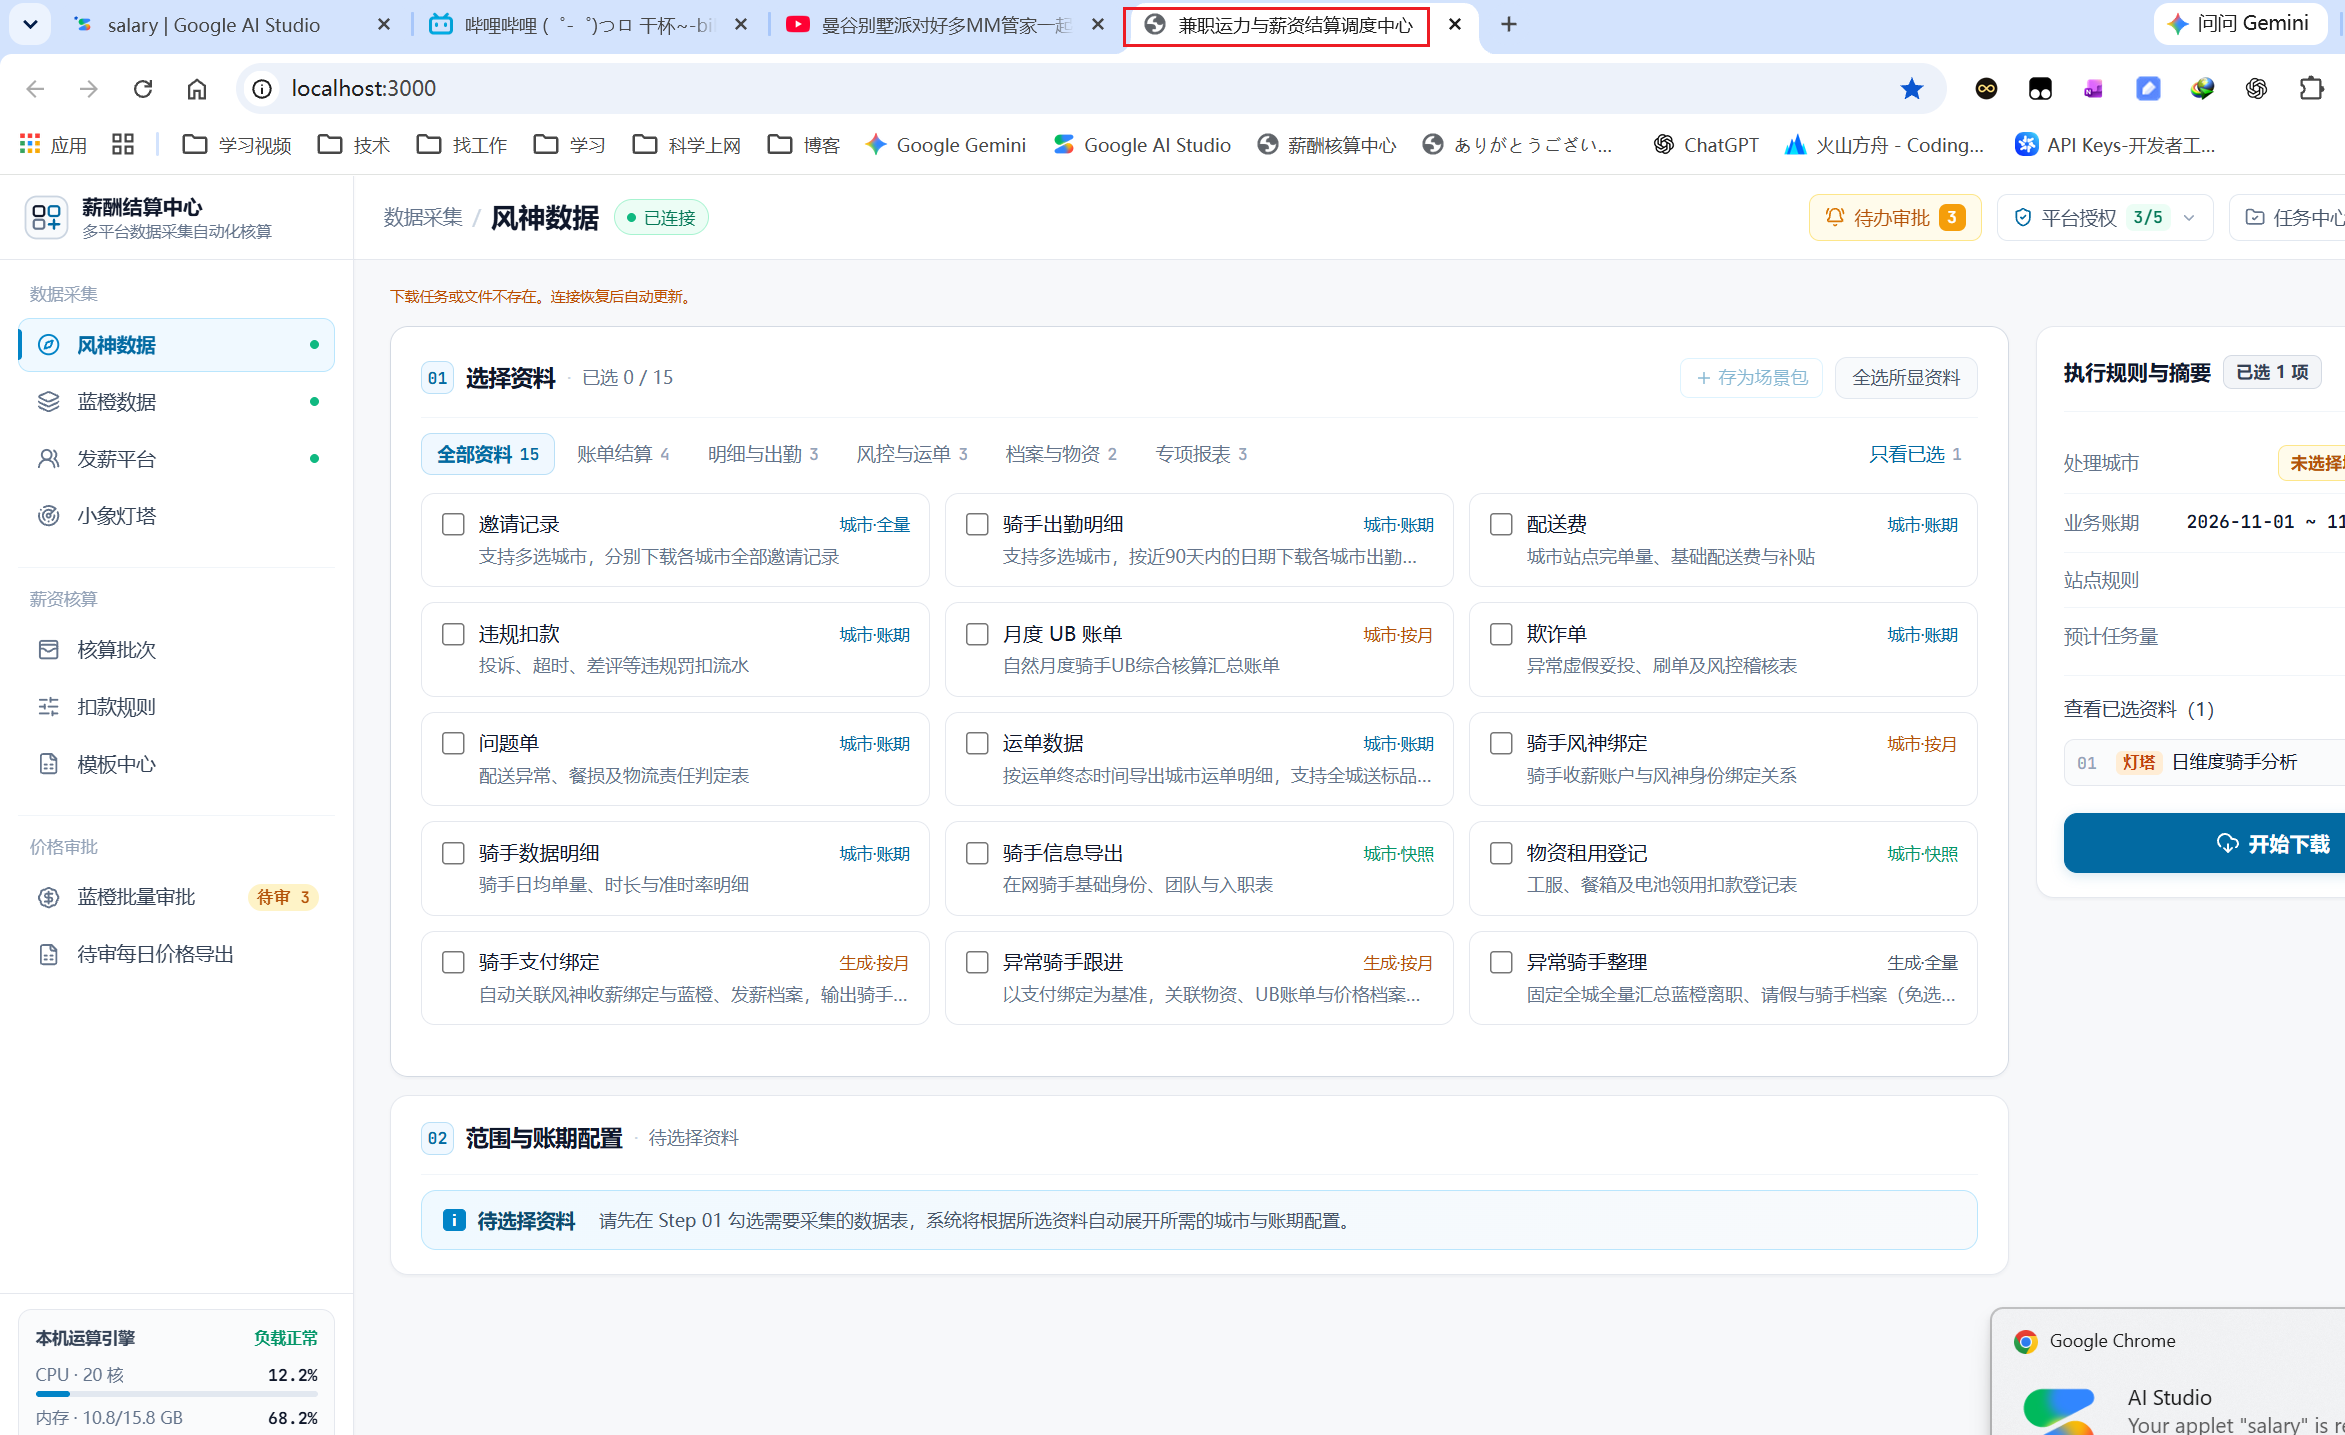 salary | Google AI Studio
哔哩哔哩 (゜-゜)つロ 干杯~-bil
曼谷别墅派对好多MM管家一起
兼职运力与薪资结算调度中心
问问 Gemini
localhost:3000
应用
学习视频
技术
找工作
学习
科学上网
博客
Google Gemini
Google AI Studio
薪酬核算中心
ありがとうござい...
ChatGPT
火山方舟 - Coding...
API Keys-开发者工...
薪酬结算中心
多平台数据采集自动化核算
数据采集 / 风神数据
已连接
待办审批 3
平台授权 3/5
任务中心
数据采集
风神数据
蓝橙数据
发薪平台
小象灯塔
薪资核算
核算批次
扣款规则
模板中心
价格审批
蓝橙批量审批 待审 3
待审每日价格导出
本机运算引擎 负载正常
CPU · 20 核 12.2%
内存 · 10.8/15.8 GB 68.2%
下载任务或文件不存在。连接恢复后自动更新。
01 选择资料 · 已选 0 / 15
+ 存为场景包
全选所显资料
全部资料 15
账单结算 4
明细与出勤 3
风控与运单 3
档案与物资 2
专项报表 3
只看已选 1
邀请记录 城市·全量
支持多选城市，分别下载各城市全部邀请记录
骑手出勤明细 城市·账期
支持多选城市，按近90天内的日期下载各城市出勤...
配送费 城市·账期
城市站点完单量、基础配送费与补贴
违规扣款 城市·账期
投诉、超时、差评等违规罚扣流水
月度 UB 账单 城市·按月
自然月度骑手UB综合核算汇总账单
欺诈单 城市·账期
异常虚假妥投、刷单及风控稽核表
问题单 城市·账期
配送异常、餐损及物流责任判定表
运单数据 城市·账期
按运单终态时间导出城市运单明细，支持全城送标品...
骑手风神绑定 城市·按月
骑手收薪账户与风神身份绑定关系
骑手数据明细 城市·账期
骑手日均单量、时长与准时率明细
骑手信息导出 城市·快照
在网骑手基础身份、团队与入职表
物资租用登记 城市·快照
工服、餐箱及电池领用扣款登记表
骑手支付绑定 生成·按月
自动关联风神收薪绑定与蓝橙、发薪档案，输出骑手...
异常骑手跟进 生成·按月
以支付绑定为基准，关联物资、UB账单与价格档案...
异常骑手整理 生成·全量
固定全城全量汇总蓝橙离职、请假与骑手档案（免选...
02 范围与账期配置 · 待选择资料
待选择资料 请先在 Step 01 勾选需要采集的数据表，系统将根据所选资料自动展开所需的城市与账期配置。
执行规则与摘要 已选 1 项
处理城市 未选择
业务账期 2026-11-01 ~ 11
站点规则
预计任务量
查看已选资料（1）
01 灯塔 日维度骑手分析
开始下载
Google Chrome
AI Studio
Your applet "salary" is re